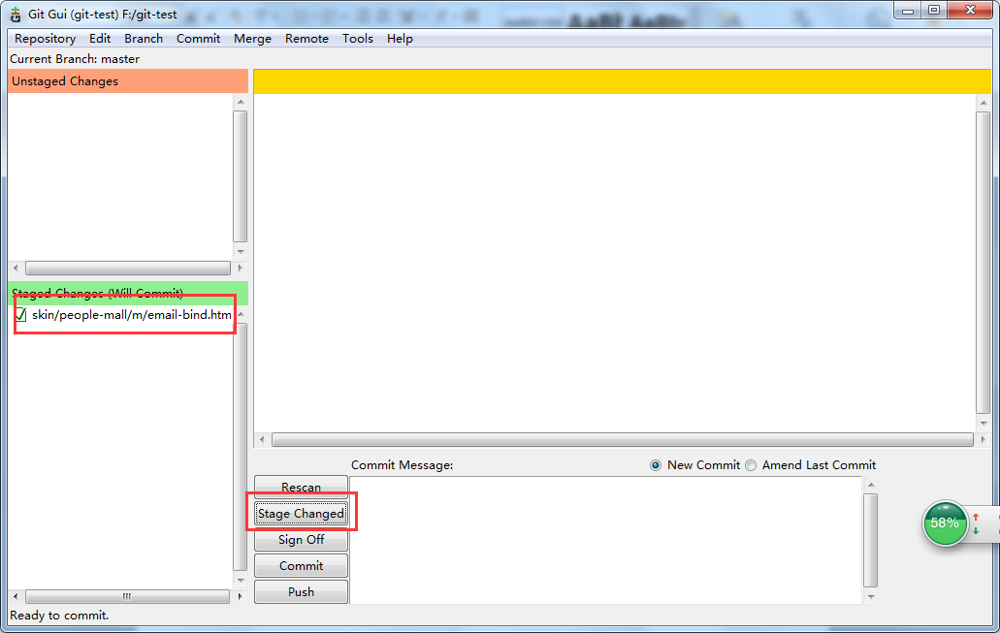 Git Gui (git-test) F:/git-test
Repository Edit Branch Commit Merge Remote Tools Help
Current Branch: master
Unstaged Changes
Staged Changes (Will Commit)
skin/people-mall/m/email-bind.htm
Commit Message:
New Commit
Amend Last Commit
Rescan
Stage Changed
Sign Off
Commit
Push
58%
Ready to commit.